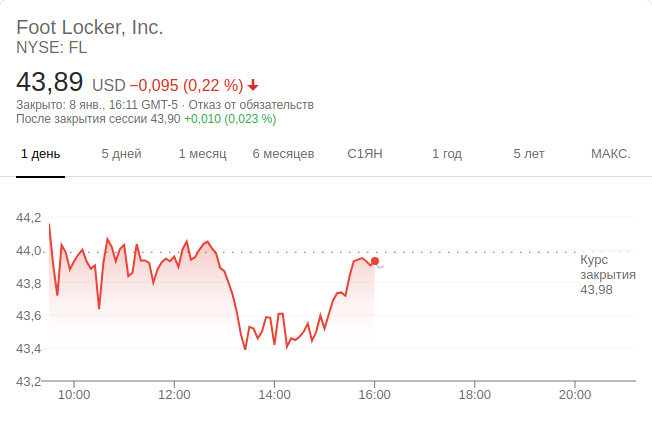 Foot Locker, Inc.
NYSE: FL
43,89 USD −0,095 (0,22 %)
Закрыто: 8 янв., 16:11 GMT-5 · Отказ от обязательств
После закрытия сессии 43,90 +0,010 (0,023 %)
1 день 5 дней 1 месяц 6 месяцев С1ЯН 1 год 5 лет МАКС.
44,2
44,0
43,8
43,6
43,4
43,2
Курс
закрытия
43,98
10:00 12:00 14:00 16:00 18:00 20:00